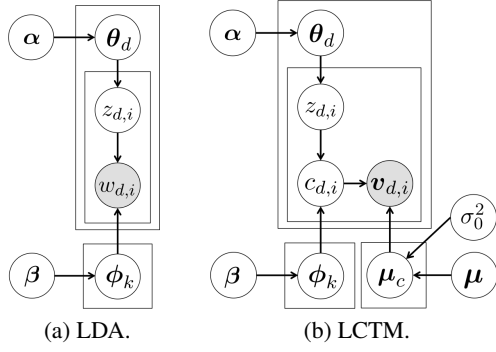 α θ_d α θ_d
z_{d,i} z_{d,i}
w_{d,i} c_{d,i} v_{d,i}
σ_0^2
β ϕ_k β ϕ_k μ_c μ
(a) LDA. (b) LCTM.